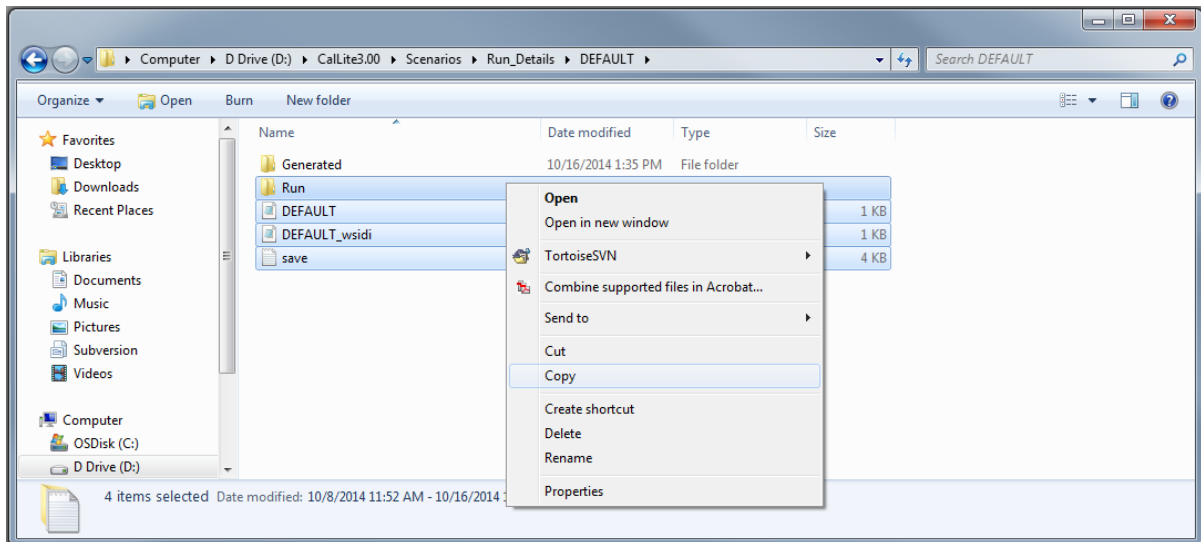 Computer ▸ D Drive (D:) ▸ CalLite3.00 ▸ Scenarios ▸ Run_Details ▸ DEFAULT ▸ Search DEFAULT
Organize ▾ Open Burn New folder
Name Date modified Type Size
Favorites
Desktop
Downloads
Recent Places
Libraries
Documents
Music
Pictures
Subversion
Videos
Computer
OSDisk (C:)
D Drive (D:)
Generated 10/16/2014 1:35 PM File folder
Run
DEFAULT 1 KB
DEFAULT_wsidi 1 KB
save 4 KB
Open
Open in new window
TortoiseSVN
Combine supported files in Acrobat...
Send to
Cut
Copy
Create shortcut
Delete
Rename
Properties
4 items selected Date modified: 10/8/2014 11:52 AM - 10/16/2014